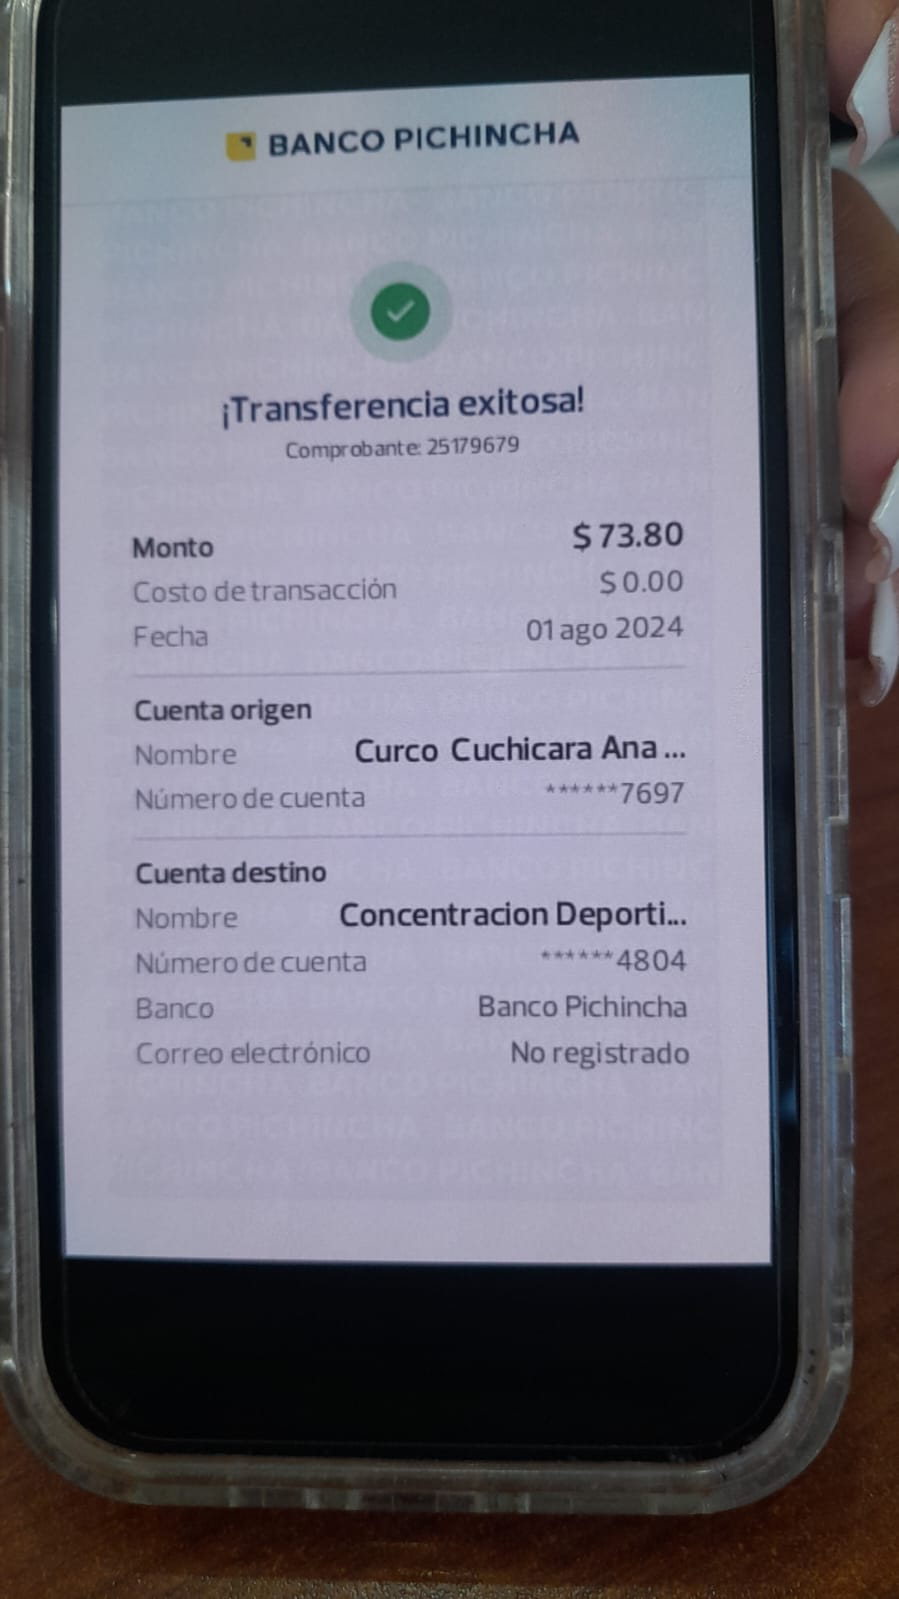 BANCO PICHINCHA
¡Transferencia exitosa!
Comprobante: 25179679
Monto $ 73.80
Costo de transacción $ 0.00
Fecha 01 ago 2024
Cuenta origen
Nombre Curco Cuchicara Ana ...
Número de cuenta ******7697
Cuenta destino
Nombre Concentracion Deporti...
Número de cuenta ******4804
Banco Banco Pichincha
Correo electrónico No registrado